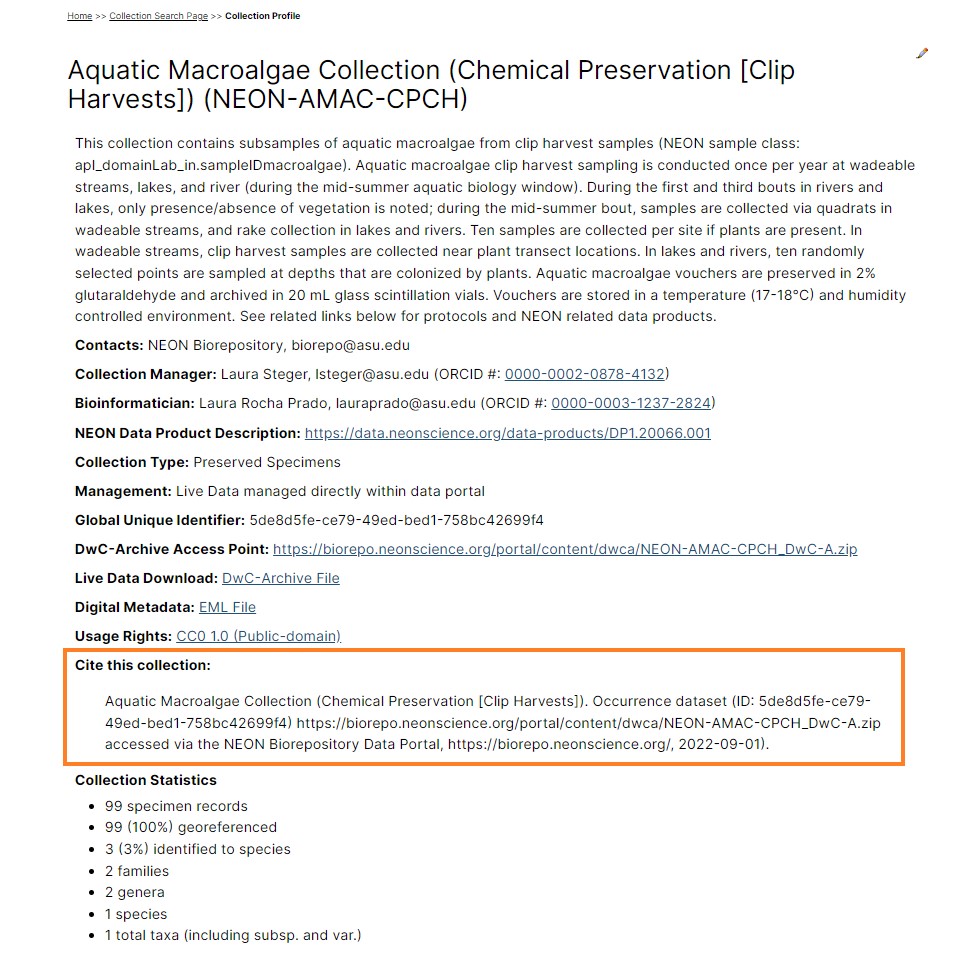 Home >> Collection Search Page >> Collection Profile
Aquatic Macroalgae Collection (Chemical Preservation [Clip
Harvests]) (NEON-AMAC-CPCH)
This collection contains subsamples of aquatic macroalgae from clip harvest samples (NEON sample class:
apl_domainLab_in.sampleIDmacroalgae). Aquatic macroalgae clip harvest sampling is conducted once per year at wadeable
streams, lakes, and river (during the mid-summer aquatic biology window). During the first and third bouts in rivers and
lakes, only presence/absence of vegetation is noted; during the mid-summer bout, samples are collected via quadrats in
wadeable streams, and rake collection in lakes and rivers. Ten samples are collected per site if plants are present. In
wadeable streams, clip harvest samples are collected near plant transect locations. In lakes and rivers, ten randomly
selected points are sampled at depths that are colonized by plants. Aquatic macroalgae vouchers are preserved in 2%
glutaraldehyde and archived in 20 mL glass scintillation vials. Vouchers are stored in a temperature (17-18°C) and humidity
controlled environment. See related links below for protocols and NEON related data products.
Contacts: NEON Biorepository, biorepo@asu.edu
Collection Manager: Laura Steger, lsteger@asu.edu (ORCID #: 0000-0002-0878-4132)
Bioinformatician: Laura Rocha Prado, lauraprado@asu.edu (ORCID #: 0000-0003-1237-2824)
NEON Data Product Description: https://data.neonscience.org/data-products/DP1.20066.001
Collection Type: Preserved Specimens
Management: Live Data managed directly within data portal
Global Unique Identifier: 5de8d5fe-ce79-49ed-bed1-758bc42699f4
DwC-Archive Access Point: https://biorepo.neonscience.org/portal/content/dwca/NEON-AMAC-CPCH_DwC-A.zip
Live Data Download: DwC-Archive File
Digital Metadata: EML File
Usage Rights: CC0 1.0 (Public-domain)
Cite this collection:
Aquatic Macroalgae Collection (Chemical Preservation [Clip Harvests]). Occurrence dataset (ID: 5de8d5fe-ce79-
49ed-bed1-758bc42699f4) https://biorepo.neonscience.org/portal/content/dwca/NEON-AMAC-CPCH_DwC-A.zip
accessed via the NEON Biorepository Data Portal, https://biorepo.neonscience.org/, 2022-09-01).
Collection Statistics
• 99 specimen records
• 99 (100%) georeferenced
• 3 (3%) identified to species
• 2 families
• 2 genera
• 1 species
• 1 total taxa (including subsp. and var.)